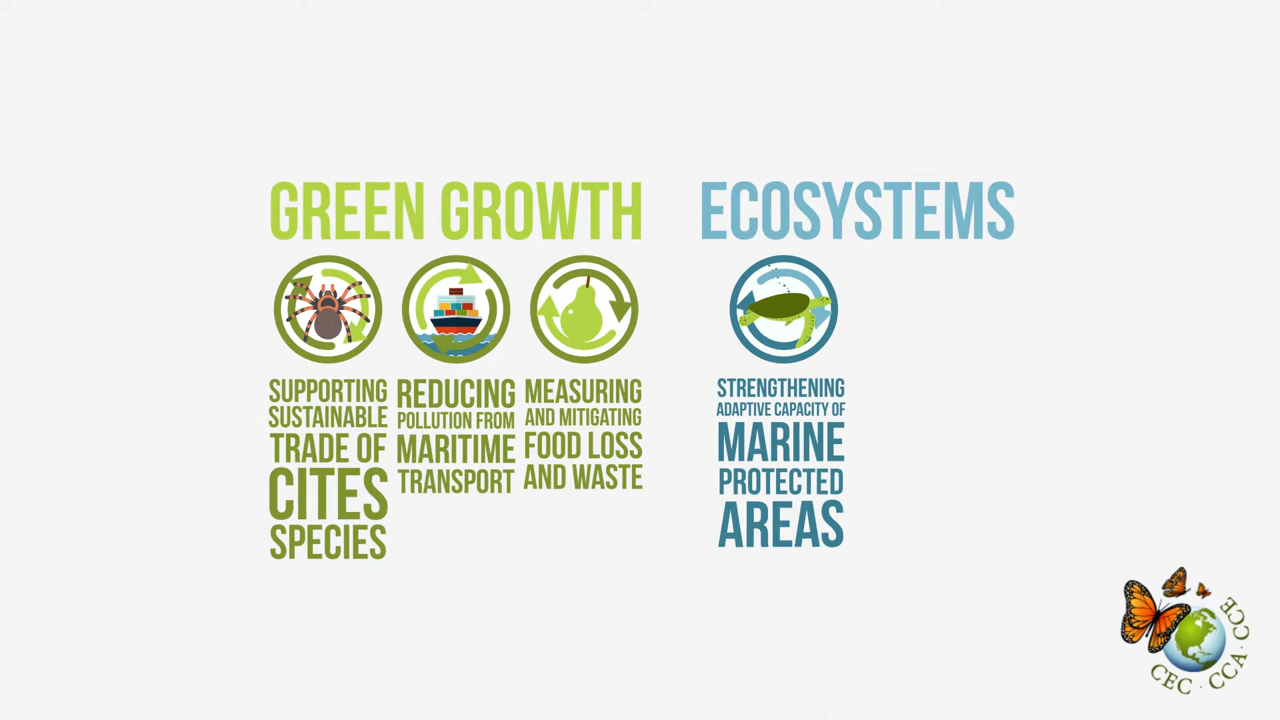 GREEN GROWTH
SUPPORTING
SUSTAINABLE
TRADE OF
CITES
SPECIES
REDUCING
POLLUTION FROM
MARITIME
TRANSPORT
MEASURING
AND MITIGATING
FOOD LOSS
AND WASTE
ECOSYSTEMS
STRENGTHENING
ADAPTIVE CAPACITY OF
MARINE
PROTECTED
AREAS
CEC · CCA · CCE